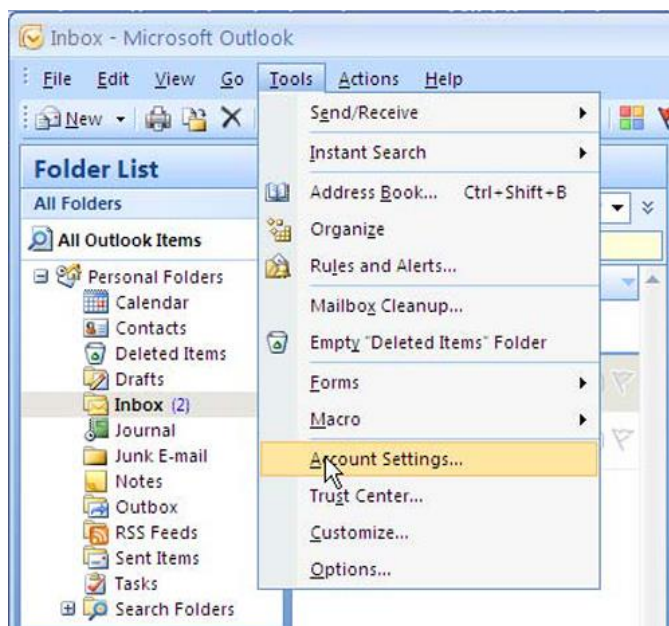 Inbox - Microsoft Outlook
File Edit View Go Tools Actions Help
New
Folder List
All Folders
All Outlook Items
Personal Folders
Calendar
Contacts
Deleted Items
Drafts
Inbox (2)
Journal
Junk E-mail
Notes
Outbox
RSS Feeds
Sent Items
Tasks
Search Folders
Send/Receive
Instant Search
Address Book... Ctrl+Shift+B
Organize
Rules and Alerts...
Mailbox Cleanup...
Empty "Deleted Items" Folder
Forms
Macro
Account Settings...
Trust Center...
Customize...
Options...